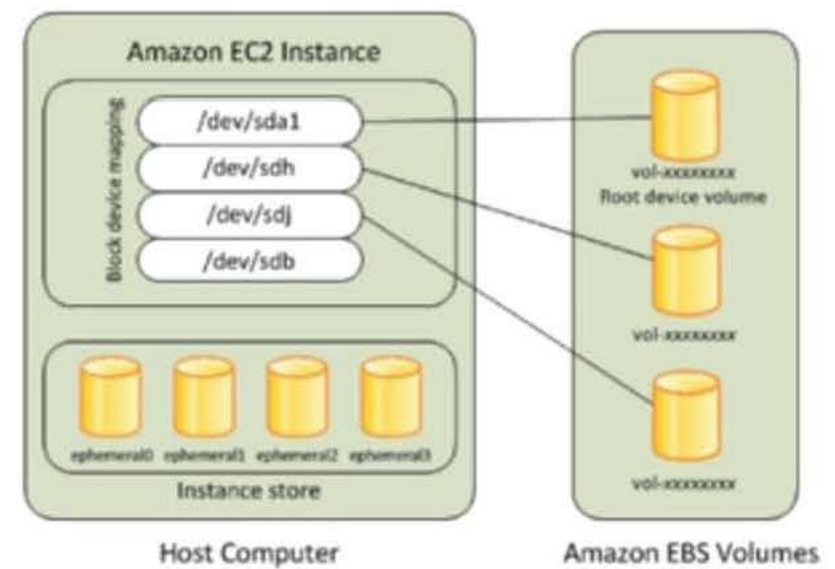 Amazon EC2 Instance
Block device mapping
/dev/sda1
/dev/sdh
/dev/sdj
/dev/sdb
ephemeral0 ephemeral1 ephemeral2 ephemeral3
Instance store
Host Computer
vol-xxxxxxxx
Root device volume
vol-xxxxxxxx
vol-xxxxxxxx
Amazon EBS Volumes